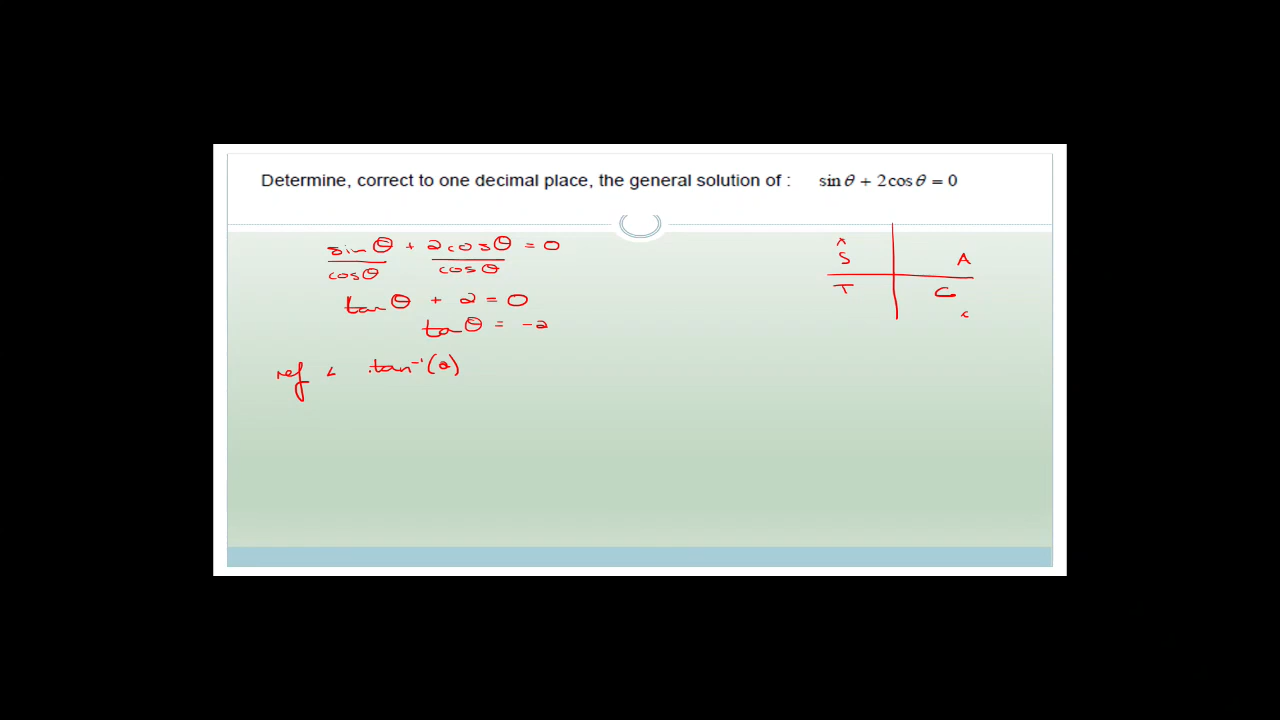 Determine, correct to one decimal place, the general solution of : sin θ + 2cos θ = 0
sinθ + 2cosθ = 0
cosθ cosθ
tanθ + 2 = 0
tanθ = -2
ref < tan⁻¹(2)
S A
T C